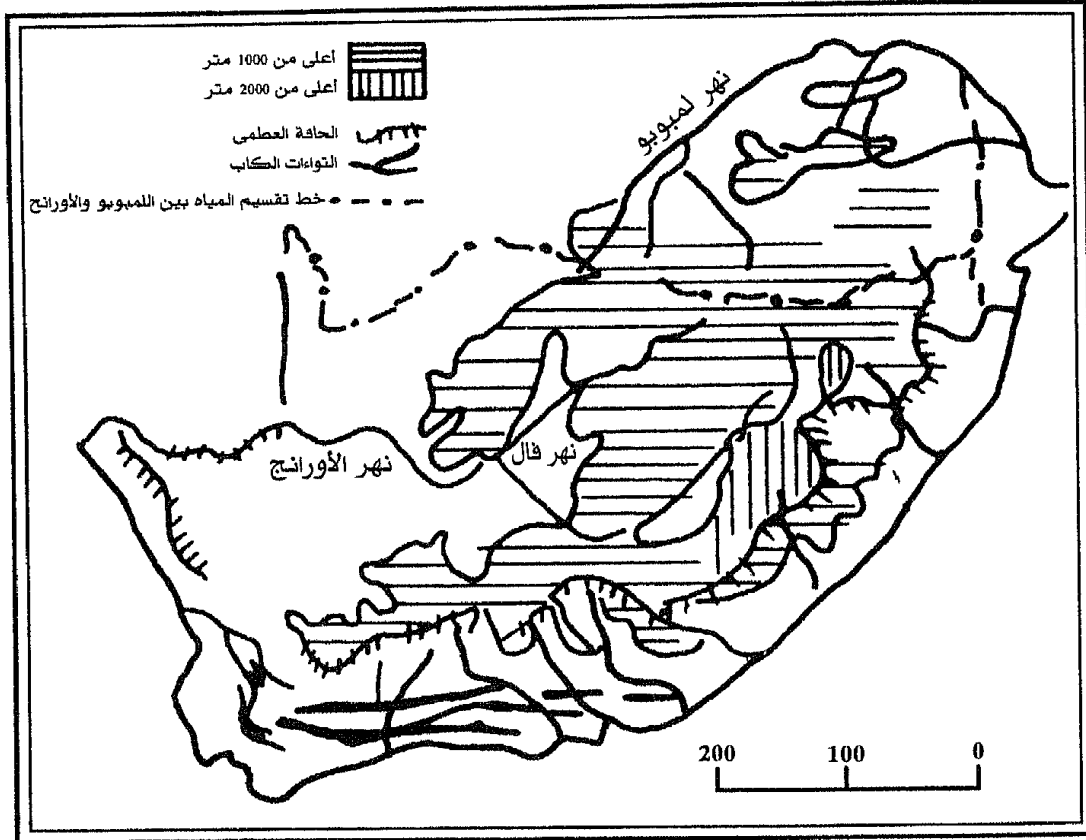 أعلى من 1000 متر
أعلى من 2000 متر
الحافة العظمى
التواءات الكاب
خط تقسيم المياه بين اللمبوبو والأورانج
نهر لمبوبو
نهر الأورانج
نهر فال
200 100 0